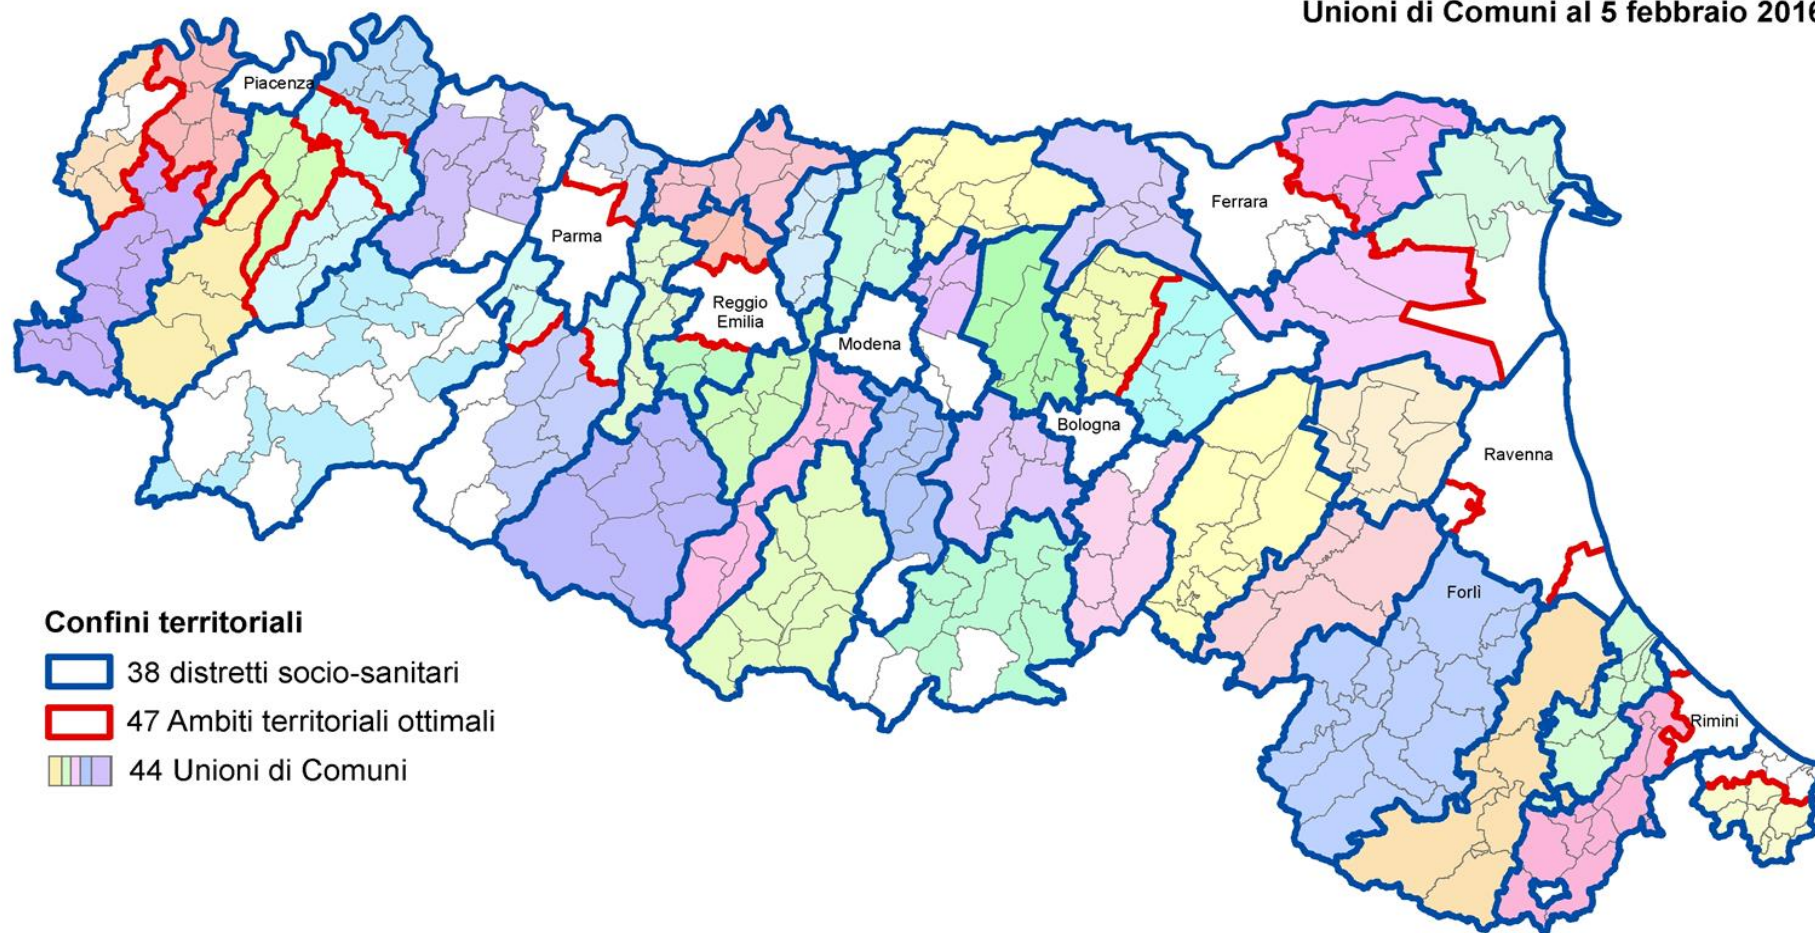 Unioni di Comuni al 5 febbraio 2016
Piacenza
Ferrara
Parma
Reggio
Emilia
Modena
Bologna
Ravenna
Forlì
Rimini
Confini territoriali
38 distretti socio-sanitari
47 Ambiti territoriali ottimali
44 Unioni di Comuni